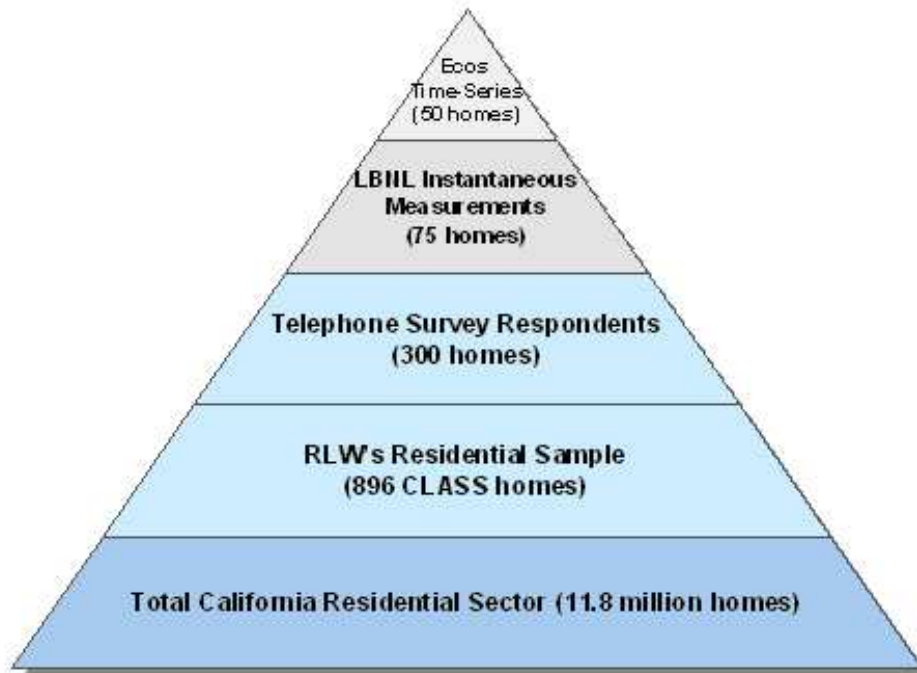 Ecos
Time-Series
(50 homes)
LBNL Instantaneous
Measurements
(75 homes)
Telephone Survey Respondents
(300 homes)
RLW's Residential Sample
(896 CLASS homes)
Total California Residential Sector (11.8 million homes)